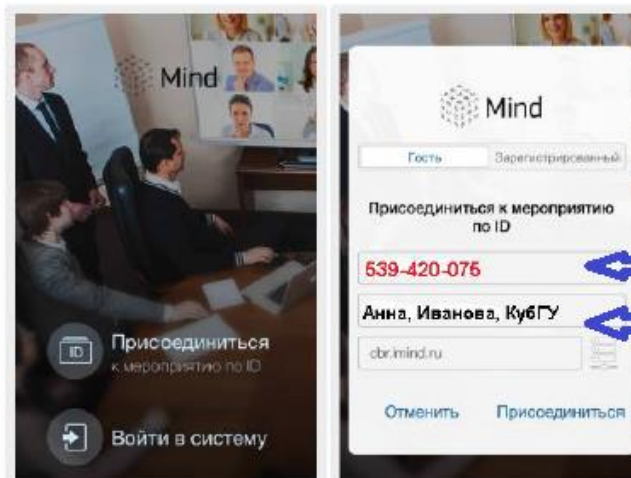 Mind
Присоединиться
к мероприятию по ID
ID
Войти в систему
Mind
Гость
Зарегистрированный
Присоединиться к мероприятию
по ID
539-420-075
Анна, Иванова, КубГУ
cbr.imind.ru
Отменить
Присоединиться